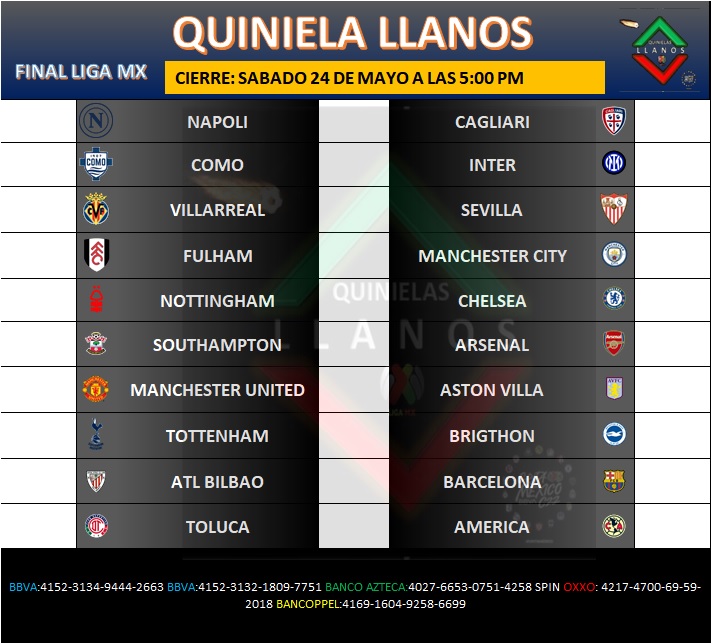 QUINIELA LLANOS
FINAL LIGA MX
CIERRE: SABADO 24 DE MAYO A LAS 5:00 PM
QUINIELAS
LLANOS
NAPOLI CAGLIARI
COMO INTER
VILLARREAL SEVILLA
FULHAM MANCHESTER CITY
NOTTINGHAM CHELSEA
QUINIELAS
LLANOS
SOUTHAMPTON ARSENAL
MANCHESTER UNITED ASTON VILLA
LIGA MX
TOTTENHAM BRIGTHON
ATL BILBAO BARCELONA
TOLUCA AMERICA
BBVA:4152-3134-9444-2663 BBVA:4152-3132-1809-7751 BANCO AZTECA:4027-6653-0751-4258 SPIN OXXO: 4217-4700-69-59-
2018 BANCOPPEL:4169-1604-9258-6699